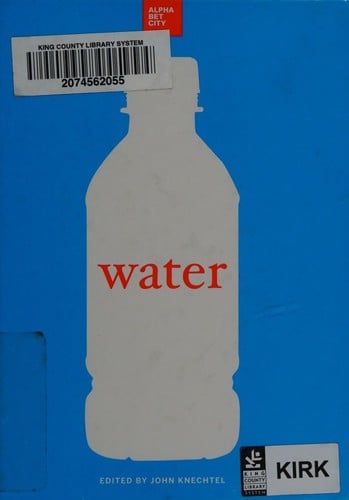 ALPHA
BET
CITY
KING COUNTY LIBRARY SYSTEM
2074562055
water
EDITED BY JOHN KNECHTEL
KING
COUNTY
LIBRARY
SYSTEM
KIRK